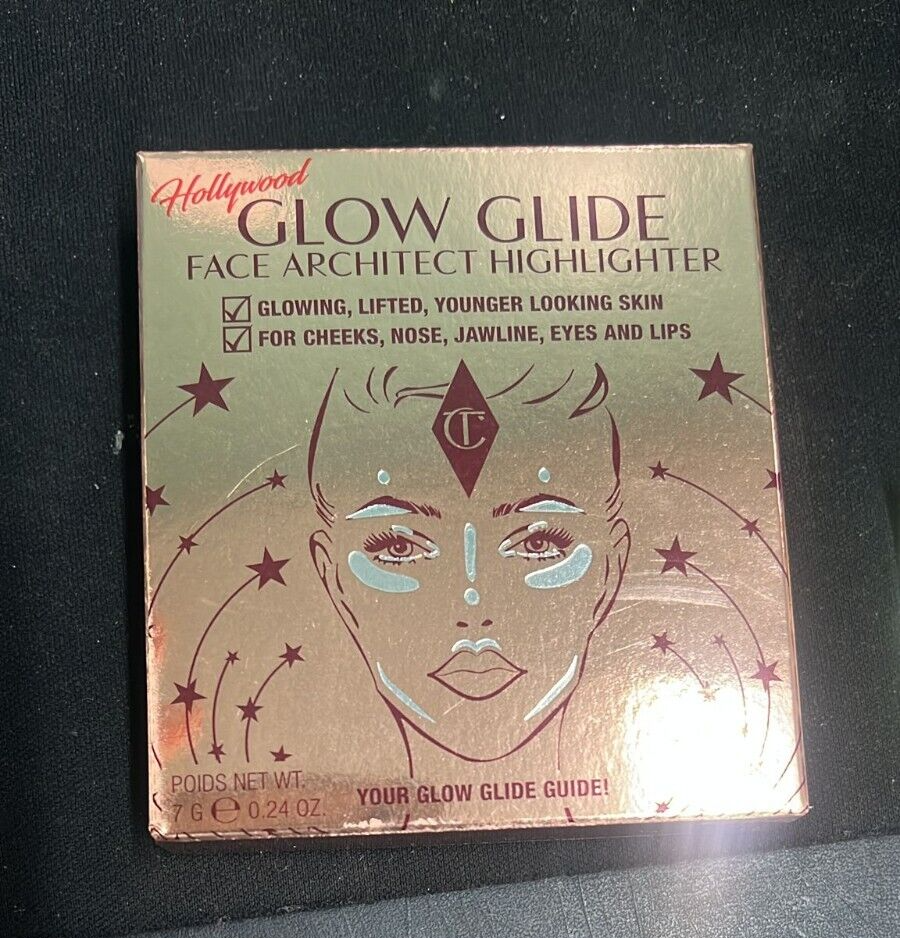 Hollywood
GLOW GLIDE
FACE ARCHITECT HIGHLIGHTER
GLOWING, LIFTED, YOUNGER LOOKING SKIN
FOR CHEEKS, NOSE, JAWLINE, EYES AND LIPS
CT
POIDS NET WT.
7 G ℮ 0.24 OZ.
YOUR GLOW GLIDE GUIDE!